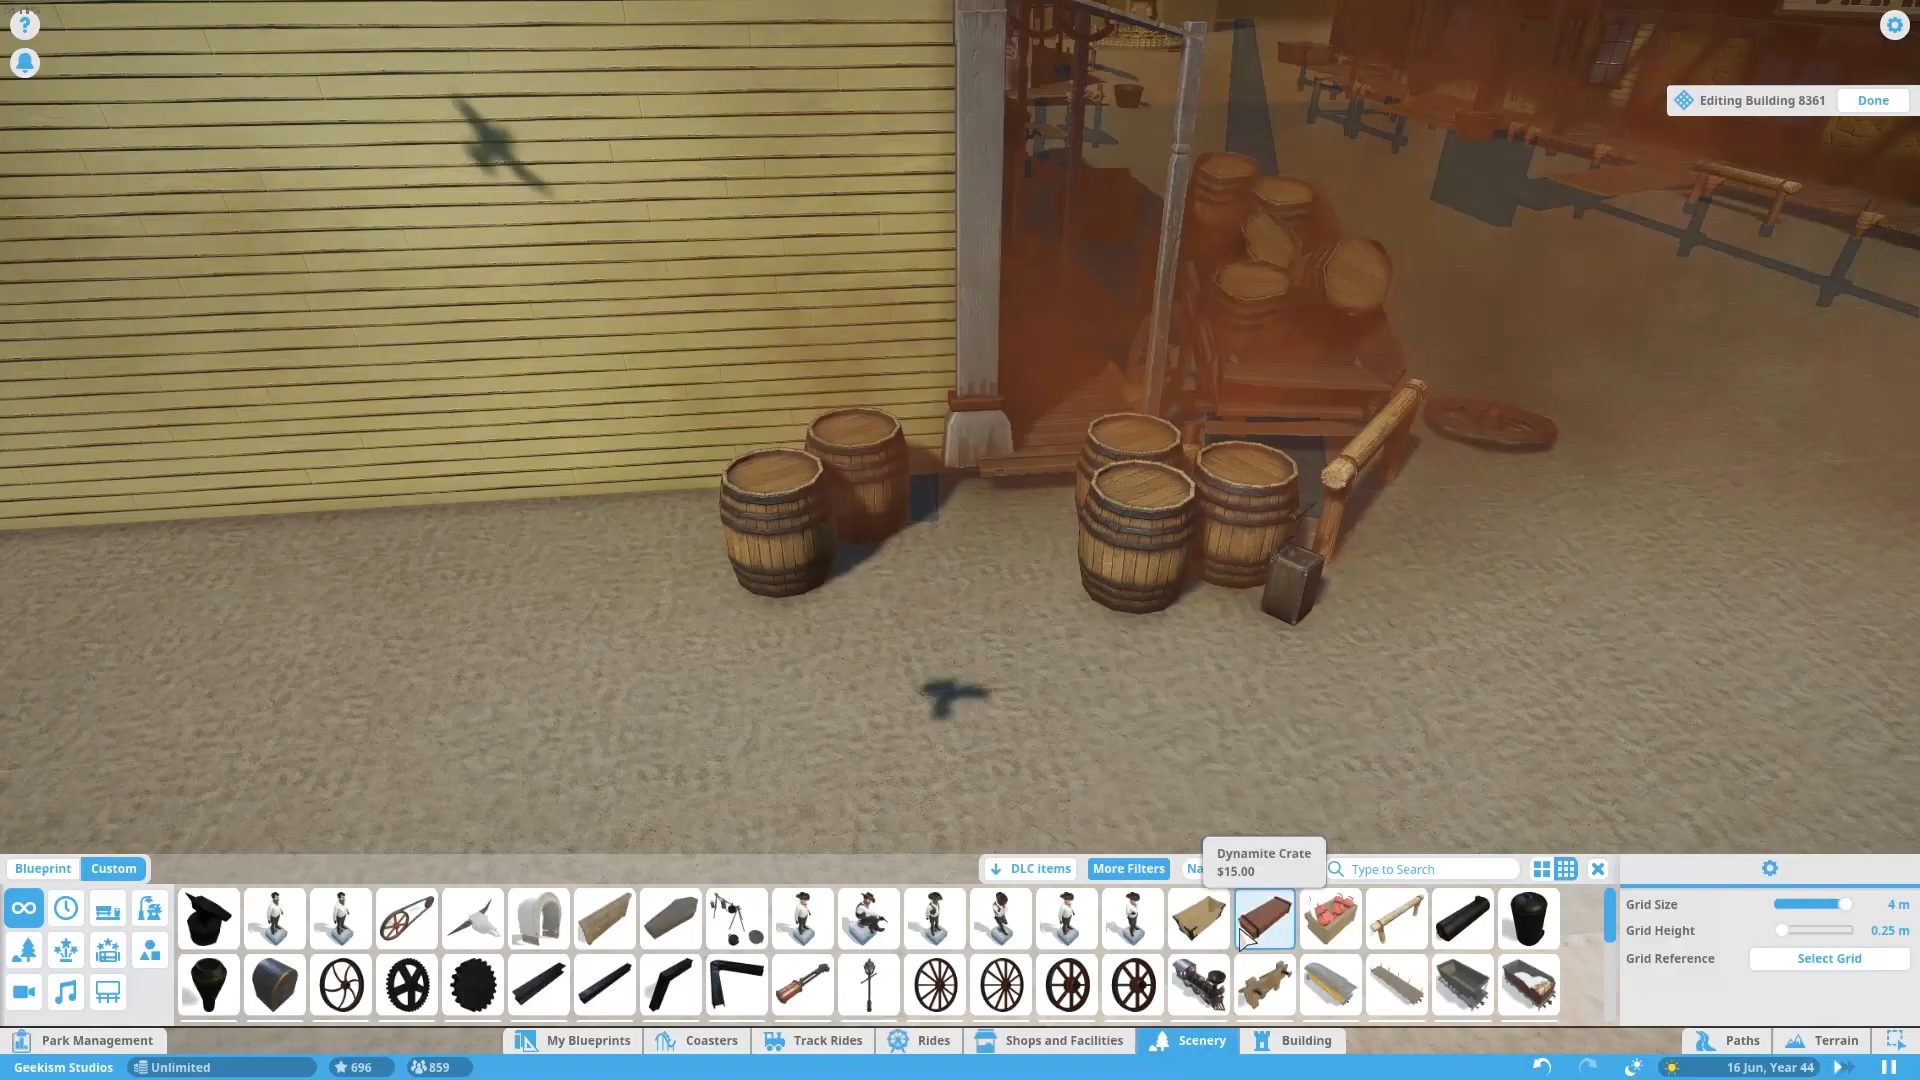 ?
Editing Building 8361
Done
Dynamite Crate
$15.00
Blueprint
Custom
DLC items
More Filters
Na
Type to Search
Grid Size
4 m
Grid Height
0.25 m
Grid Reference
Select Grid
Park Management
My Blueprints
Coasters
Track Rides
Rides
Shops and Facilities
Scenery
Building
Paths
Terrain
Geekism Studios
Unlimited
696
859
16 Jun, Year 44